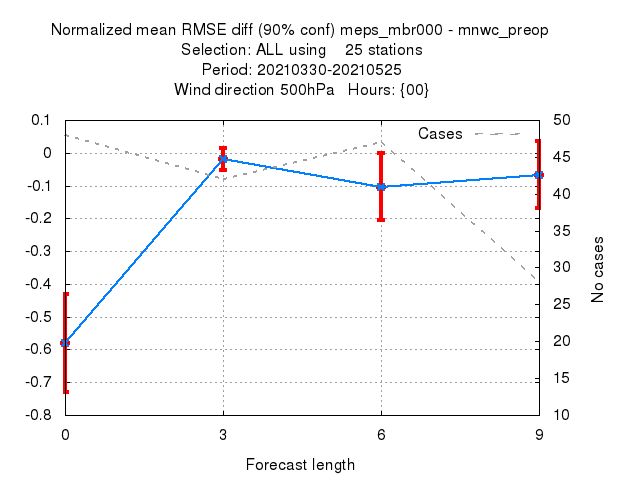 Normalized mean RMSE diff (90% conf) meps_mbr000 - mnwc_preop
Selection: ALL using 25 stations
Period: 20210330-20210525
Wind direction 500hPa Hours: {00}
Cases
0.1
0
-0.1
-0.2
-0.3
-0.4
-0.5
-0.6
-0.7
-0.8
50
45
40
35
30
25
20
15
10
No cases
0 3 6 9
Forecast length